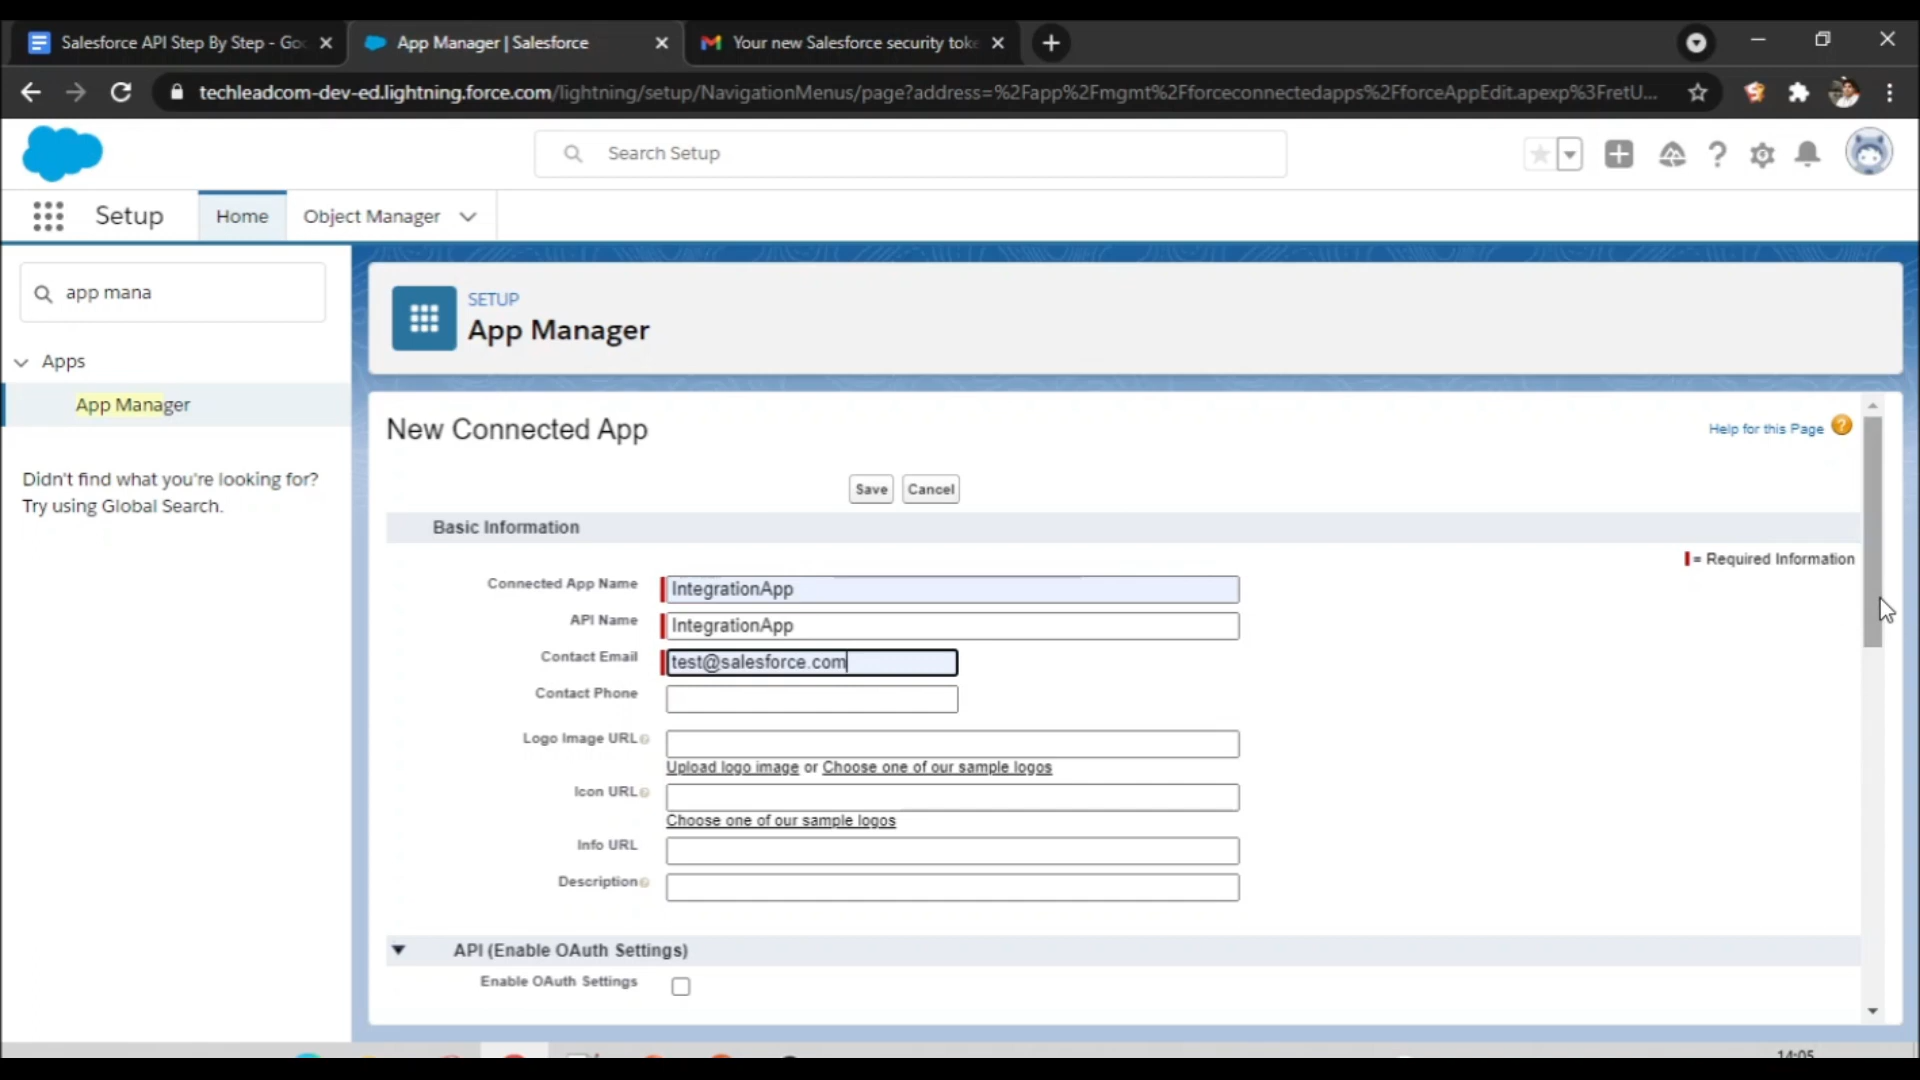 Salesforce API Step By Step - Goo
App Manager | Salesforce
Your new Salesforce security toke
techleadcom-dev-ed.lightning.force.com/lightning/setup/NavigationMenus/page?address=%2Fapp%2Fmgmt%2Fforceconnectedapps%2FforceAppEdit.apexp%3FretU...
Search Setup
Setup
Home
Object Manager
app mana
Apps
App Manager
Didn't find what you're looking for?
Try using Global Search.
SETUP
App Manager
New Connected App
Help for this Page ?
Save Cancel
Basic Information
= Required Information
Connected App Name IntegrationApp
API Name IntegrationApp
Contact Email test@salesforce.com
Contact Phone
Logo Image URL
Upload logo image or Choose one of our sample logos
Icon URL
Choose one of our sample logos
Info URL
Description
API (Enable OAuth Settings)
Enable OAuth Settings
14:05